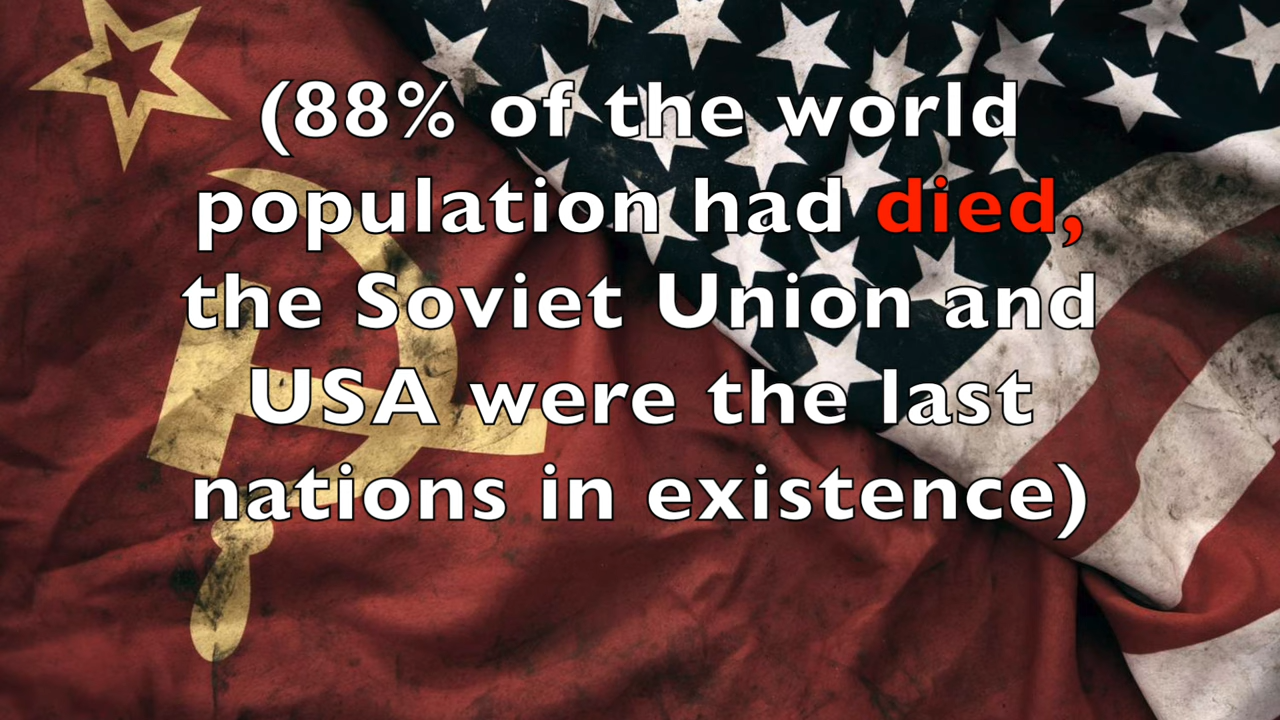 (88% of the world
population had died,
the Soviet Union and
USA were the last
nations in existence)